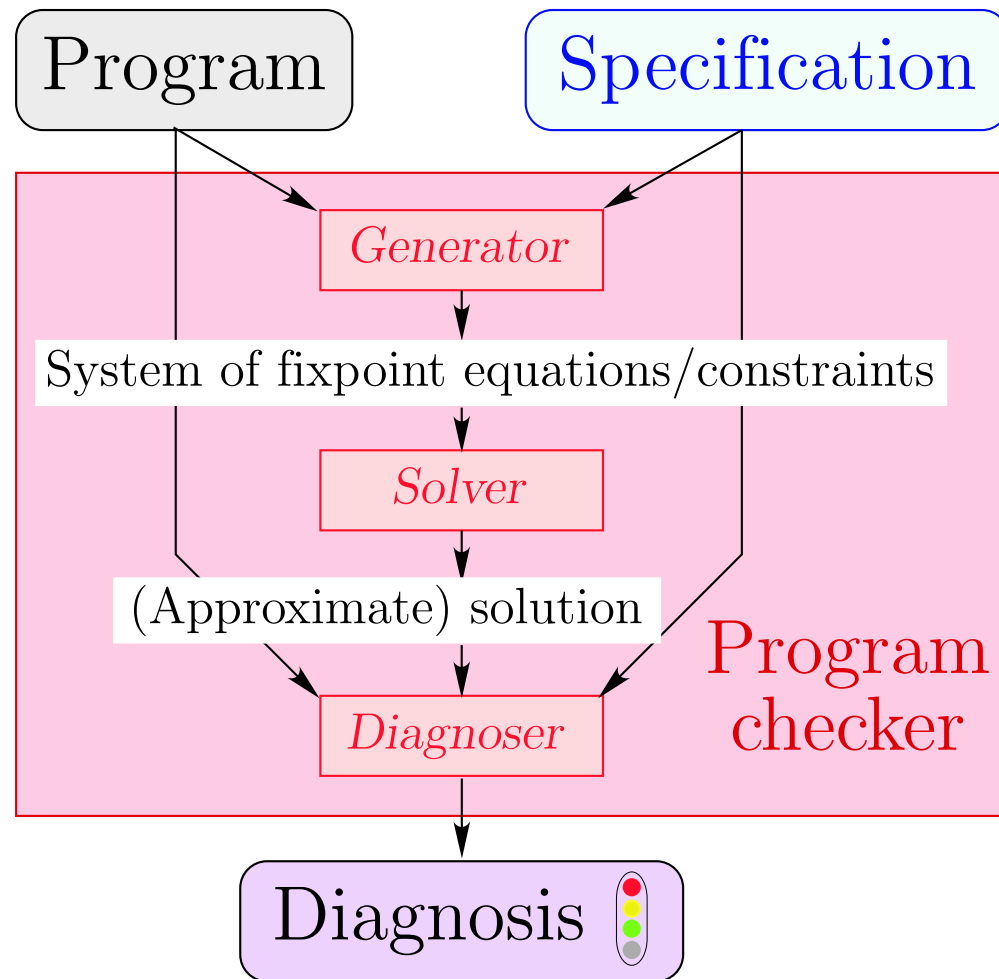 Program
Specification
Generator
System of fixpoint equations/constraints
Solver
(Approximate) solution
Program
checker
Diagnoser
Diagnosis